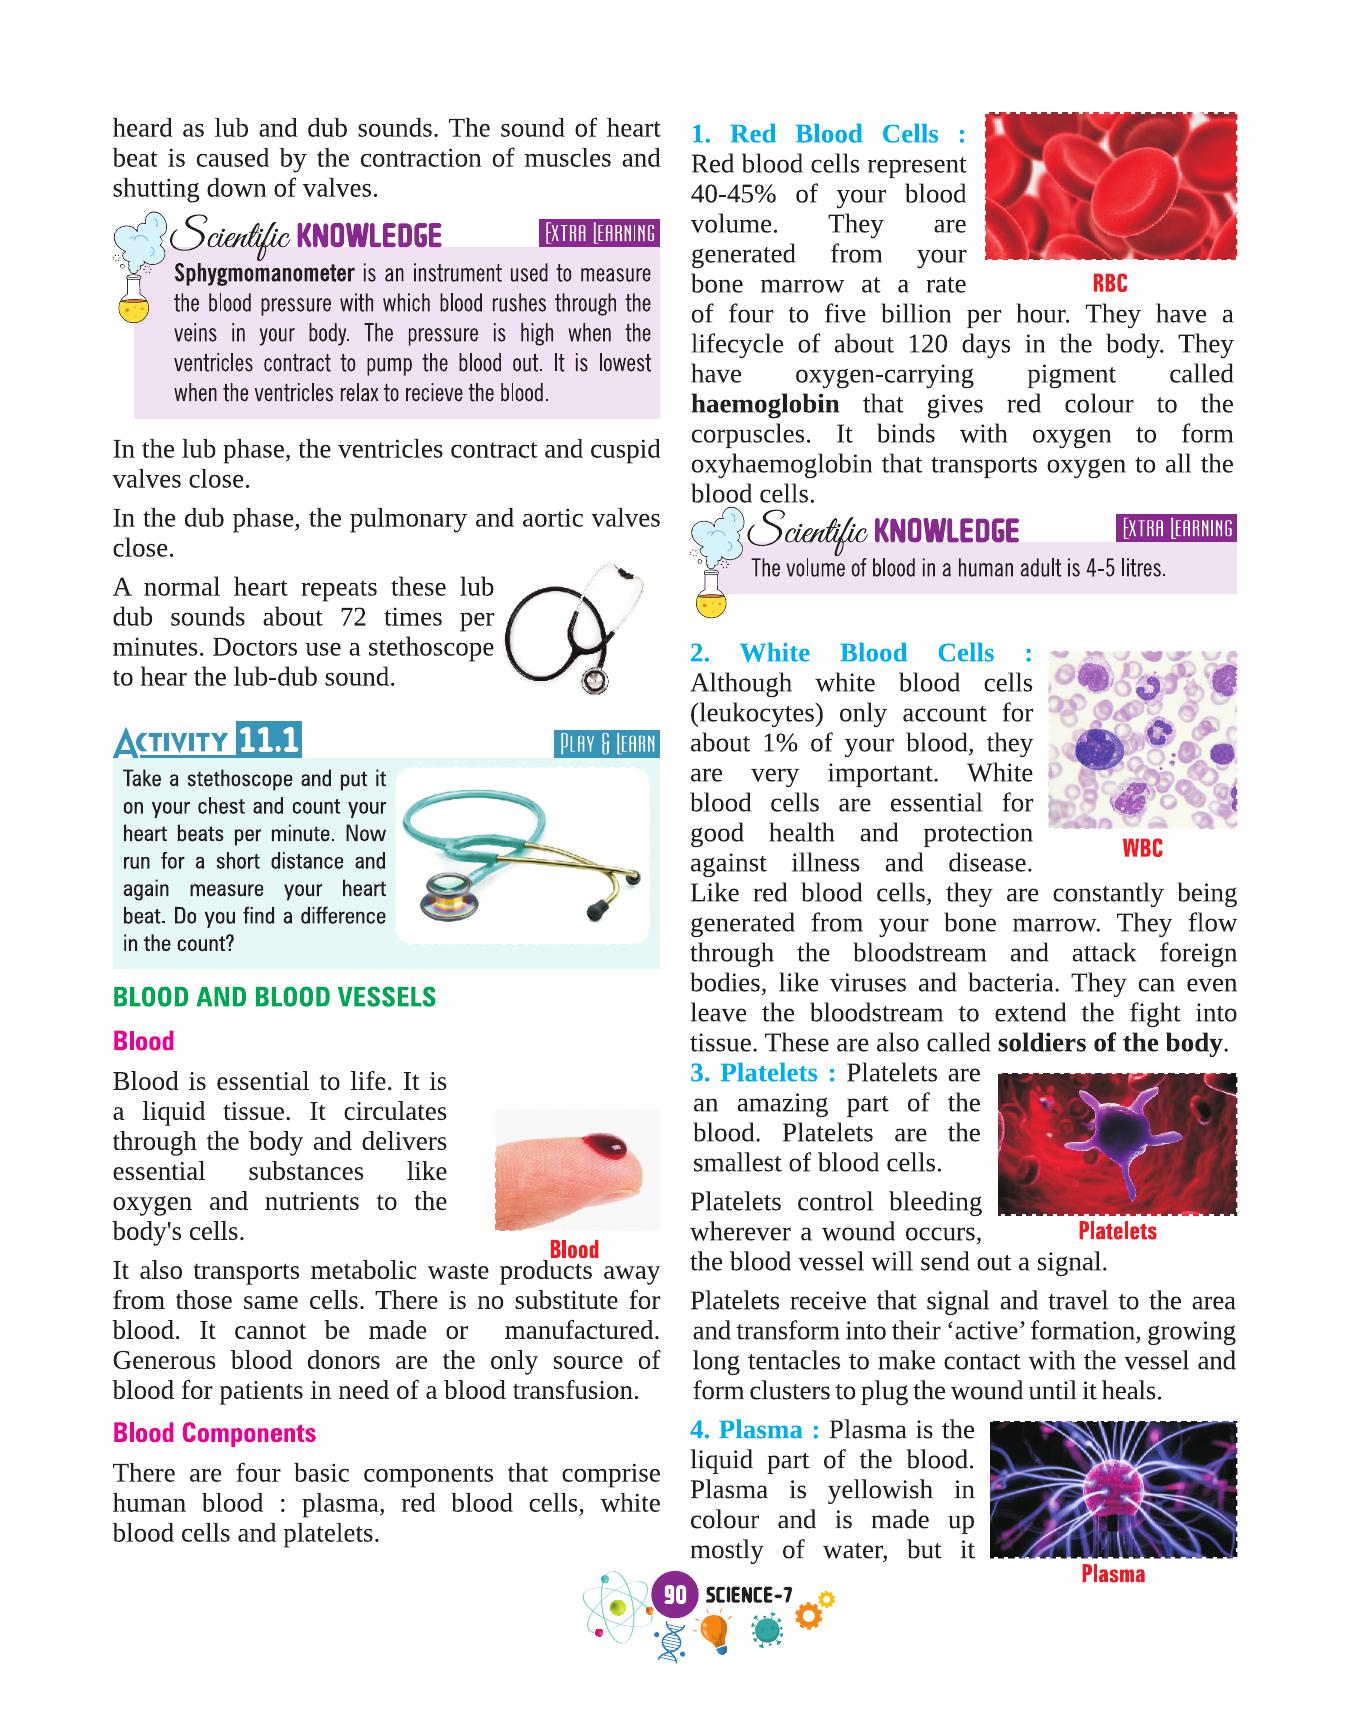 heard as lub and dub sounds. The sound of heart
beat is caused by the contraction of muscles and
shutting down of valves.
Scientific KNOWLEDGE
EXTRA LEARNING
Sphygmomanometer is an instrument used to measure
the blood pressure with which blood rushes through the
veins in your body. The pressure is high when the
ventricles contract to pump the blood out. It is lowest
when the ventricles relax to recieve the blood.
In the lub phase, the ventricles contract and cuspid
valves close.
In the dub phase, the pulmonary and aortic valves
close.
A normal heart repeats these lub
dub sounds about 72 times per
minutes. Doctors use a stethoscope
to hear the lub-dub sound.
ACTIVITY 11.1
PLAY & LEARN
Take a stethoscope and put it
on your chest and count your
heart beats per minute. Now
run for a short distance and
again measure your heart
beat. Do you find a difference
in the count?
BLOOD AND BLOOD VESSELS
Blood
Blood is essential to life. It is
a liquid tissue. It circulates
through the body and delivers
essential substances like
oxygen and nutrients to the
body's cells.
Blood
It also transports metabolic waste products away
from those same cells. There is no substitute for
blood. It cannot be made or manufactured.
Generous blood donors are the only source of
blood for patients in need of a blood transfusion.
Blood Components
There are four basic components that comprise
human blood : plasma, red blood cells, white
blood cells and platelets.
1. Red Blood Cells :
Red blood cells represent
40-45% of your blood
volume. They are
generated from your
bone marrow at a rate
RBC
of four to five billion per hour. They have a
lifecycle of about 120 days in the body. They
have oxygen-carrying pigment called
haemoglobin that gives red colour to the
corpuscles. It binds with oxygen to form
oxyhaemoglobin that transports oxygen to all the
blood cells.
Scientific KNOWLEDGE
EXTRA LEARNING
The volume of blood in a human adult is 4-5 litres.
2. White Blood Cells :
Although white blood cells
(leukocytes) only account for
about 1% of your blood, they
are very important. White
blood cells are essential for
good health and protection
against illness and disease.
WBC
Like red blood cells, they are constantly being
generated from your bone marrow. They flow
through the bloodstream and attack foreign
bodies, like viruses and bacteria. They can even
leave the bloodstream to extend the fight into
tissue. These are also called soldiers of the body.
3. Platelets : Platelets are
an amazing part of the
blood. Platelets are the
smallest of blood cells.
Platelets control bleeding
wherever a wound occurs,
Platelets
the blood vessel will send out a signal.
Platelets receive that signal and travel to the area
and transform into their ‘active’ formation, growing
long tentacles to make contact with the vessel and
form clusters to plug the wound until it heals.
4. Plasma : Plasma is the
liquid part of the blood.
Plasma is yellowish in
colour and is made up
mostly of water, but it
Plasma
90 SCIENCE-7